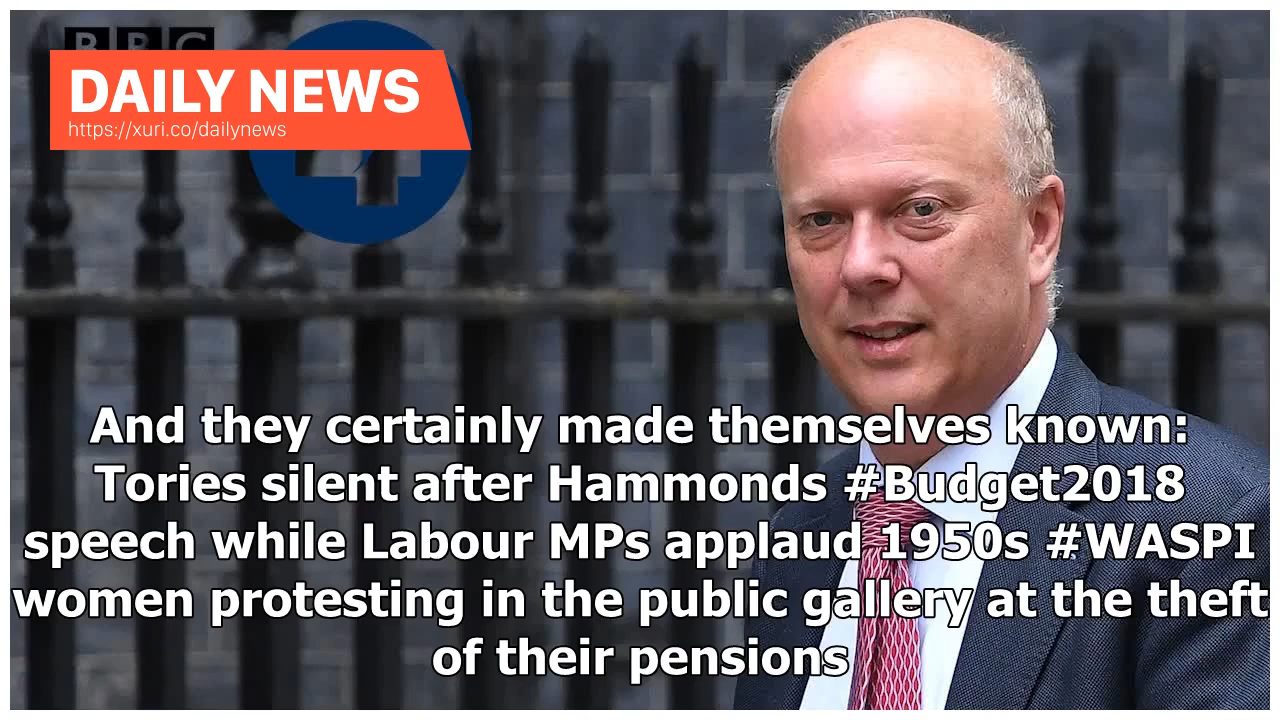 BBC
DAILY NEWS
https://xuri.co/dailynews
4
And they certainly made themselves known:
Tories silent after Hammonds #Budget2018
speech while Labour MPs applaud 1950s #WASPI
women protesting in the public gallery at the theft
of their pensions